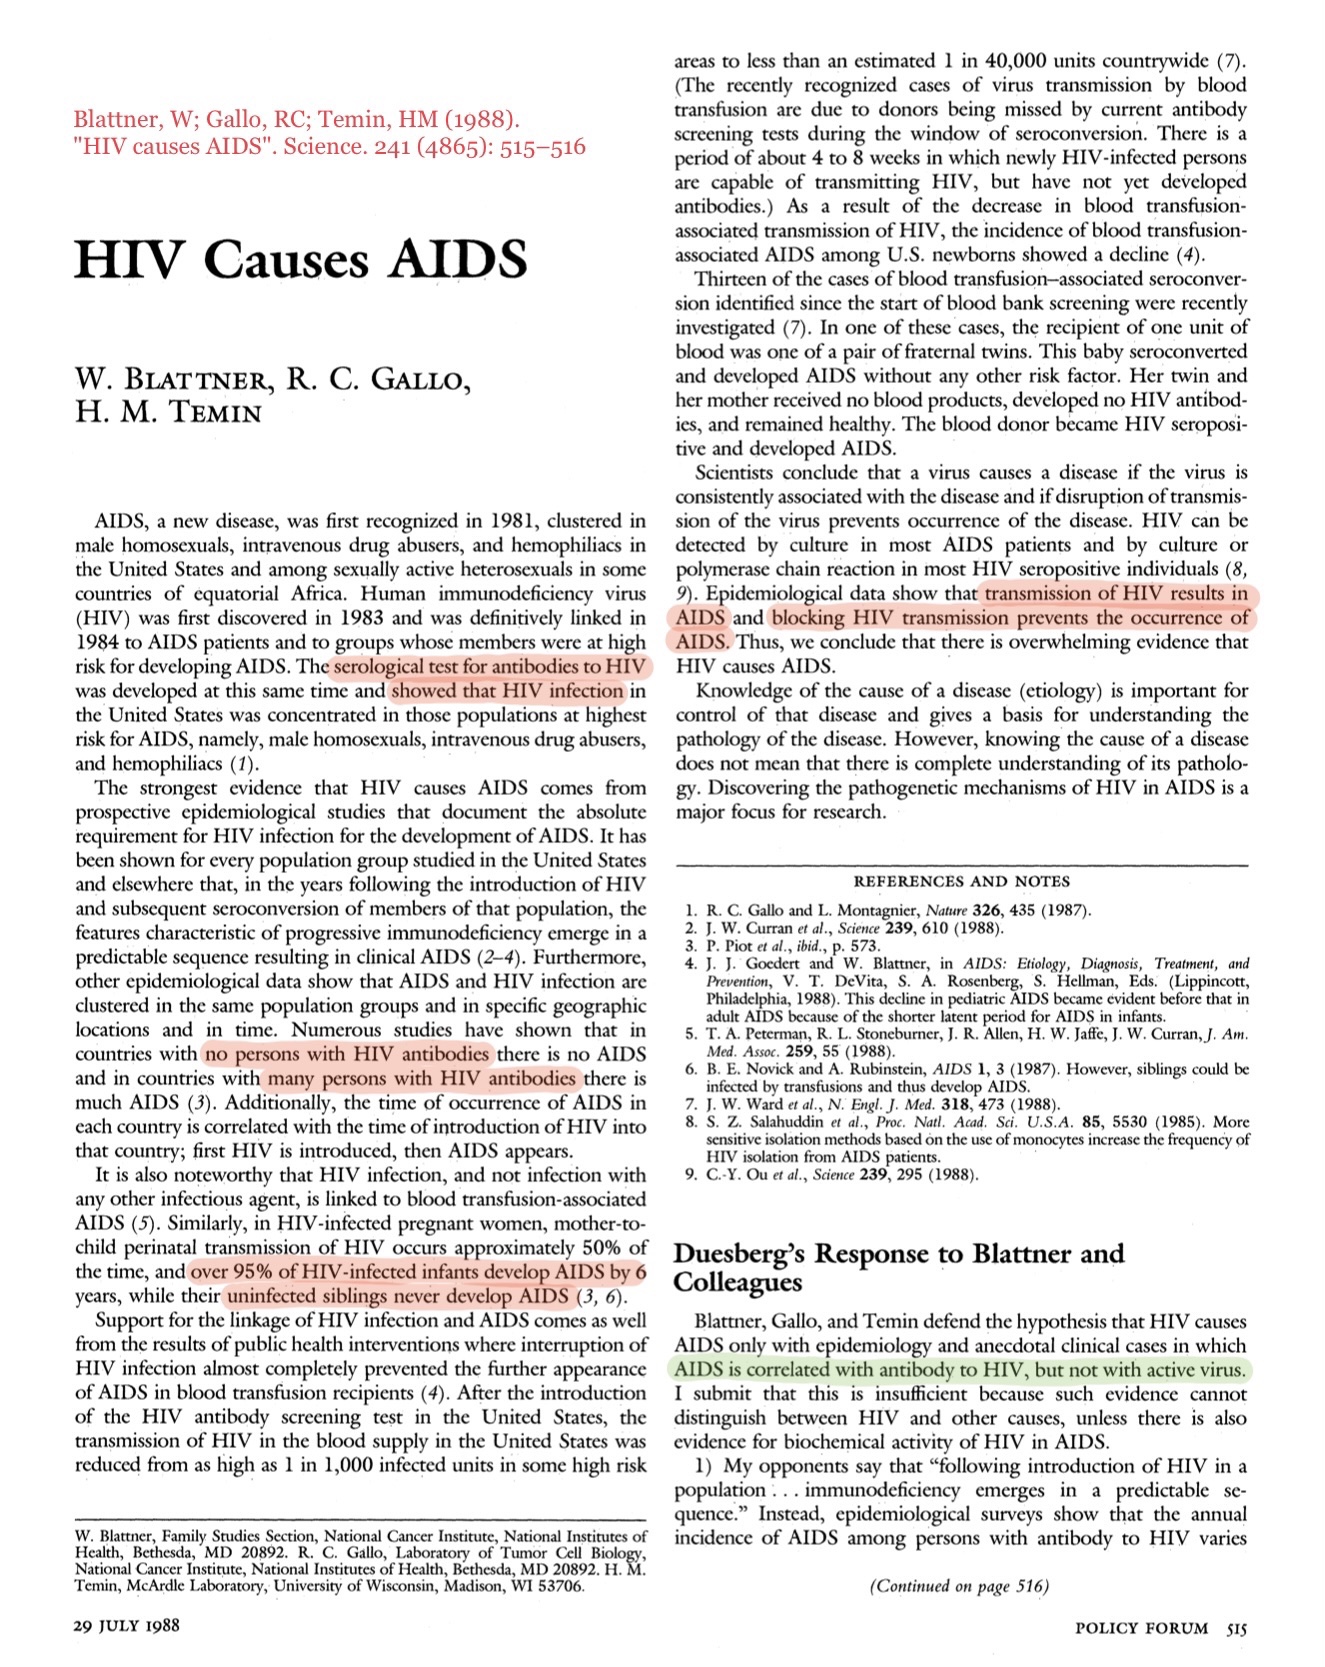 Blattner, W; Gallo, RC; Temin, HM (1988).
"HIV causes AIDS". Science. 241 (4865): 515–516
HIV Causes AIDS
W. BLATTNER, R. C. GALLO,
H. M. TEMIN
AIDS, a new disease, was first recognized in 1981, clustered in
male homosexuals, intravenous drug abusers, and hemophiliacs in
the United States and among sexually active heterosexuals in some
countries of equatorial Africa. Human immunodeficiency virus
(HIV) was first discovered in 1983 and was definitively linked in
1984 to AIDS patients and to groups whose members were at high
risk for developing AIDS. The serological test for antibodies to HIV
was developed at this same time and showed that HIV infection in
the United States was concentrated in those populations at highest
risk for AIDS, namely, male homosexuals, intravenous drug abusers,
and hemophiliacs (1).
The strongest evidence that HIV causes AIDS comes from
prospective epidemiological studies that document the absolute
requirement for HIV infection for the development of AIDS. It has
been shown for every population group studied in the United States
and elsewhere that, in the years following the introduction of HIV
and subsequent seroconversion of members of that population, the
features characteristic of progressive immunodeficiency emerge in a
predictable sequence resulting in clinical AIDS (2–4). Furthermore,
other epidemiological data show that AIDS and HIV infection are
clustered in the same population groups and in specific geographic
locations and in time. Numerous studies have shown that in
countries with no persons with HIV antibodies there is no AIDS
and in countries with many persons with HIV antibodies there is
much AIDS (3). Additionally, the time of occurrence of AIDS in
each country is correlated with the time of introduction of HIV into
that country; first HIV is introduced, then AIDS appears.
It is also noteworthy that HIV infection, and not infection with
any other infectious agent, is linked to blood transfusion-associated
AIDS (5). Similarly, in HIV-infected pregnant women, mother-to-
child perinatal transmission of HIV occurs approximately 50% of
the time, and over 95% of HIV-infected infants develop AIDS by 6
years, while their uninfected siblings never develop AIDS (3, 6).
Support for the linkage of HIV infection and AIDS comes as well
from the results of public health interventions where interruption of
HIV infection almost completely prevented the further appearance
of AIDS in blood transfusion recipients (4). After the introduction
of the HIV antibody screening test in the United States, the
transmission of HIV in the blood supply in the United States was
reduced from as high as 1 in 1,000 infected units in some high risk
W. Blattner, Family Studies Section, National Cancer Institute, National Institutes of
Health, Bethesda, MD 20892. R. C. Gallo, Laboratory of Tumor Cell Biology,
National Cancer Institute, National Institutes of Health, Bethesda, MD 20892. H. M.
Temin, McArdle Laboratory, University of Wisconsin, Madison, WI 53706.
29 JULY 1988
areas to less than an estimated 1 in 40,000 units countrywide (7).
(The recently recognized cases of virus transmission by blood
transfusion are due to donors being missed by current antibody
screening tests during the window of seroconversion. There is a
period of about 4 to 8 weeks in which newly HIV-infected persons
are capable of transmitting HIV, but have not yet developed
antibodies.) As a result of the decrease in blood transfusion-
associated transmission of HIV, the incidence of blood transfusion-
associated AIDS among U.S. newborns showed a decline (4).
Thirteen of the cases of blood transfusion–associated seroconver-
sion identified since the start of blood bank screening were recently
investigated (7). In one of these cases, the recipient of one unit of
blood was one of a pair of fraternal twins. This baby seroconverted
and developed AIDS without any other risk factor. Her twin and
her mother received no blood products, developed no HIV antibod-
ies, and remained healthy. The blood donor became HIV seroposi-
tive and developed AIDS.
Scientists conclude that a virus causes a disease if the virus is
consistently associated with the disease and if disruption of transmis-
sion of the virus prevents occurrence of the disease. HIV can be
detected by culture in most AIDS patients and by culture or
polymerase chain reaction in most HIV seropositive individuals (8,
9). Epidemiological data show that transmission of HIV results in
AIDS and blocking HIV transmission prevents the occurrence of
AIDS. Thus, we conclude that there is overwhelming evidence that
HIV causes AIDS.
Knowledge of the cause of a disease (etiology) is important for
control of that disease and gives a basis for understanding the
pathology of the disease. However, knowing the cause of a disease
does not mean that there is complete understanding of its patholo-
gy. Discovering the pathogenetic mechanisms of HIV in AIDS is a
major focus for research.
REFERENCES AND NOTES
1. R. C. Gallo and L. Montagnier, Nature 326, 435 (1987).
2. J. W. Curran et al., Science 239, 610 (1988).
3. P. Piot et al., ibid., p. 573.
4. J. J. Goedert and W. Blattner, in AIDS: Etiology, Diagnosis, Treatment, and
Prevention, V. T. DeVita, S. A. Rosenberg, S. Hellman, Eds. (Lippincott,
Philadelphia, 1988). This decline in pediatric AIDS became evident before that in
adult AIDS because of the shorter latent period for AIDS in infants.
5. T. A. Peterman, R. L. Stoneburner, J. R. Allen, H. W. Jaffe, J. W. Curran, J. Am.
Med. Assoc. 259, 55 (1988).
6. B. E. Novick and A. Rubinstein, AIDS 1, 3 (1987). However, siblings could be
infected by transfusions and thus develop AIDS.
7. J. W. Ward et al., N. Engl. J. Med. 318, 473 (1988).
8. S. Z. Salahuddin et al., Proc. Natl. Acad. Sci. U.S.A. 85, 5530 (1985). More
sensitive isolation methods based on the use of monocytes increase the frequency of
HIV isolation from AIDS patients.
9. C.-Y. Ou et al., Science 239, 295 (1988).
Duesberg's Response to Blattner and
Colleagues
Blattner, Gallo, and Temin defend the hypothesis that HIV causes
AIDS only with epidemiology and anecdotal clinical cases in which
AIDS is correlated with antibody to HIV, but not with active virus.
I submit that this is insufficient because such evidence cannot
distinguish between HIV and other causes, unless there is also
evidence for biochemical activity of HIV in AIDS.
1) My opponents say that “following introduction of HIV in a
population . . . immunodeficiency emerges in a predictable se-
quence.” Instead, epidemiological surveys show that the annual
incidence of AIDS among persons with antibody to HIV varies
(Continued on page 516)
POLICY FORUM 515